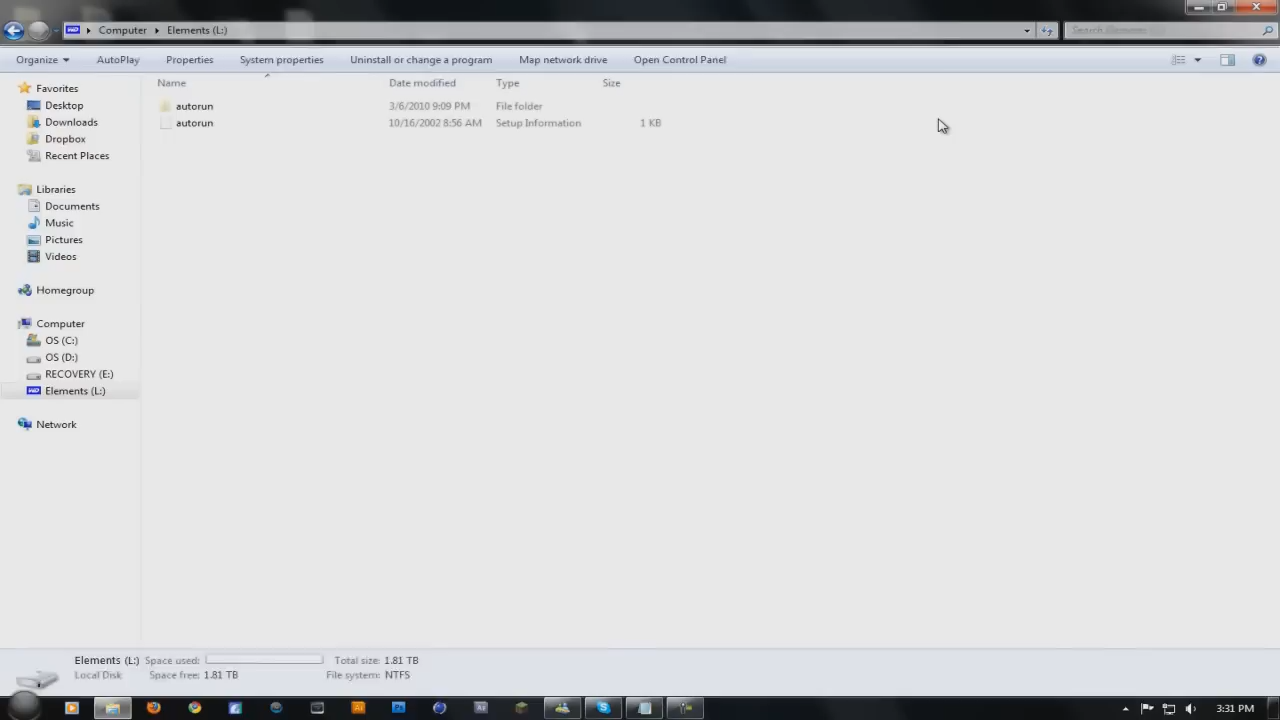 Computer Elements (L:) Search Elements (L:)
Organize AutoPlay Properties System properties Uninstall or change a program Map network drive Open Control Panel
Name Date modified Type Size
Favorites
Desktop
Downloads
Dropbox
Recent Places
Libraries
Documents
Music
Pictures
Videos
Homegroup
Computer
OS (C:)
OS (D:)
RECOVERY (E:)
Elements (L:)
Network
autorun 3/6/2010 9:09 PM File folder
autorun 10/16/2002 8:56 AM Setup Information 1 KB
Elements (L:) Space used: Total size: 1.81 TB
Local Disk Space free: 1.81 TB File system: NTFS
3:31 PM